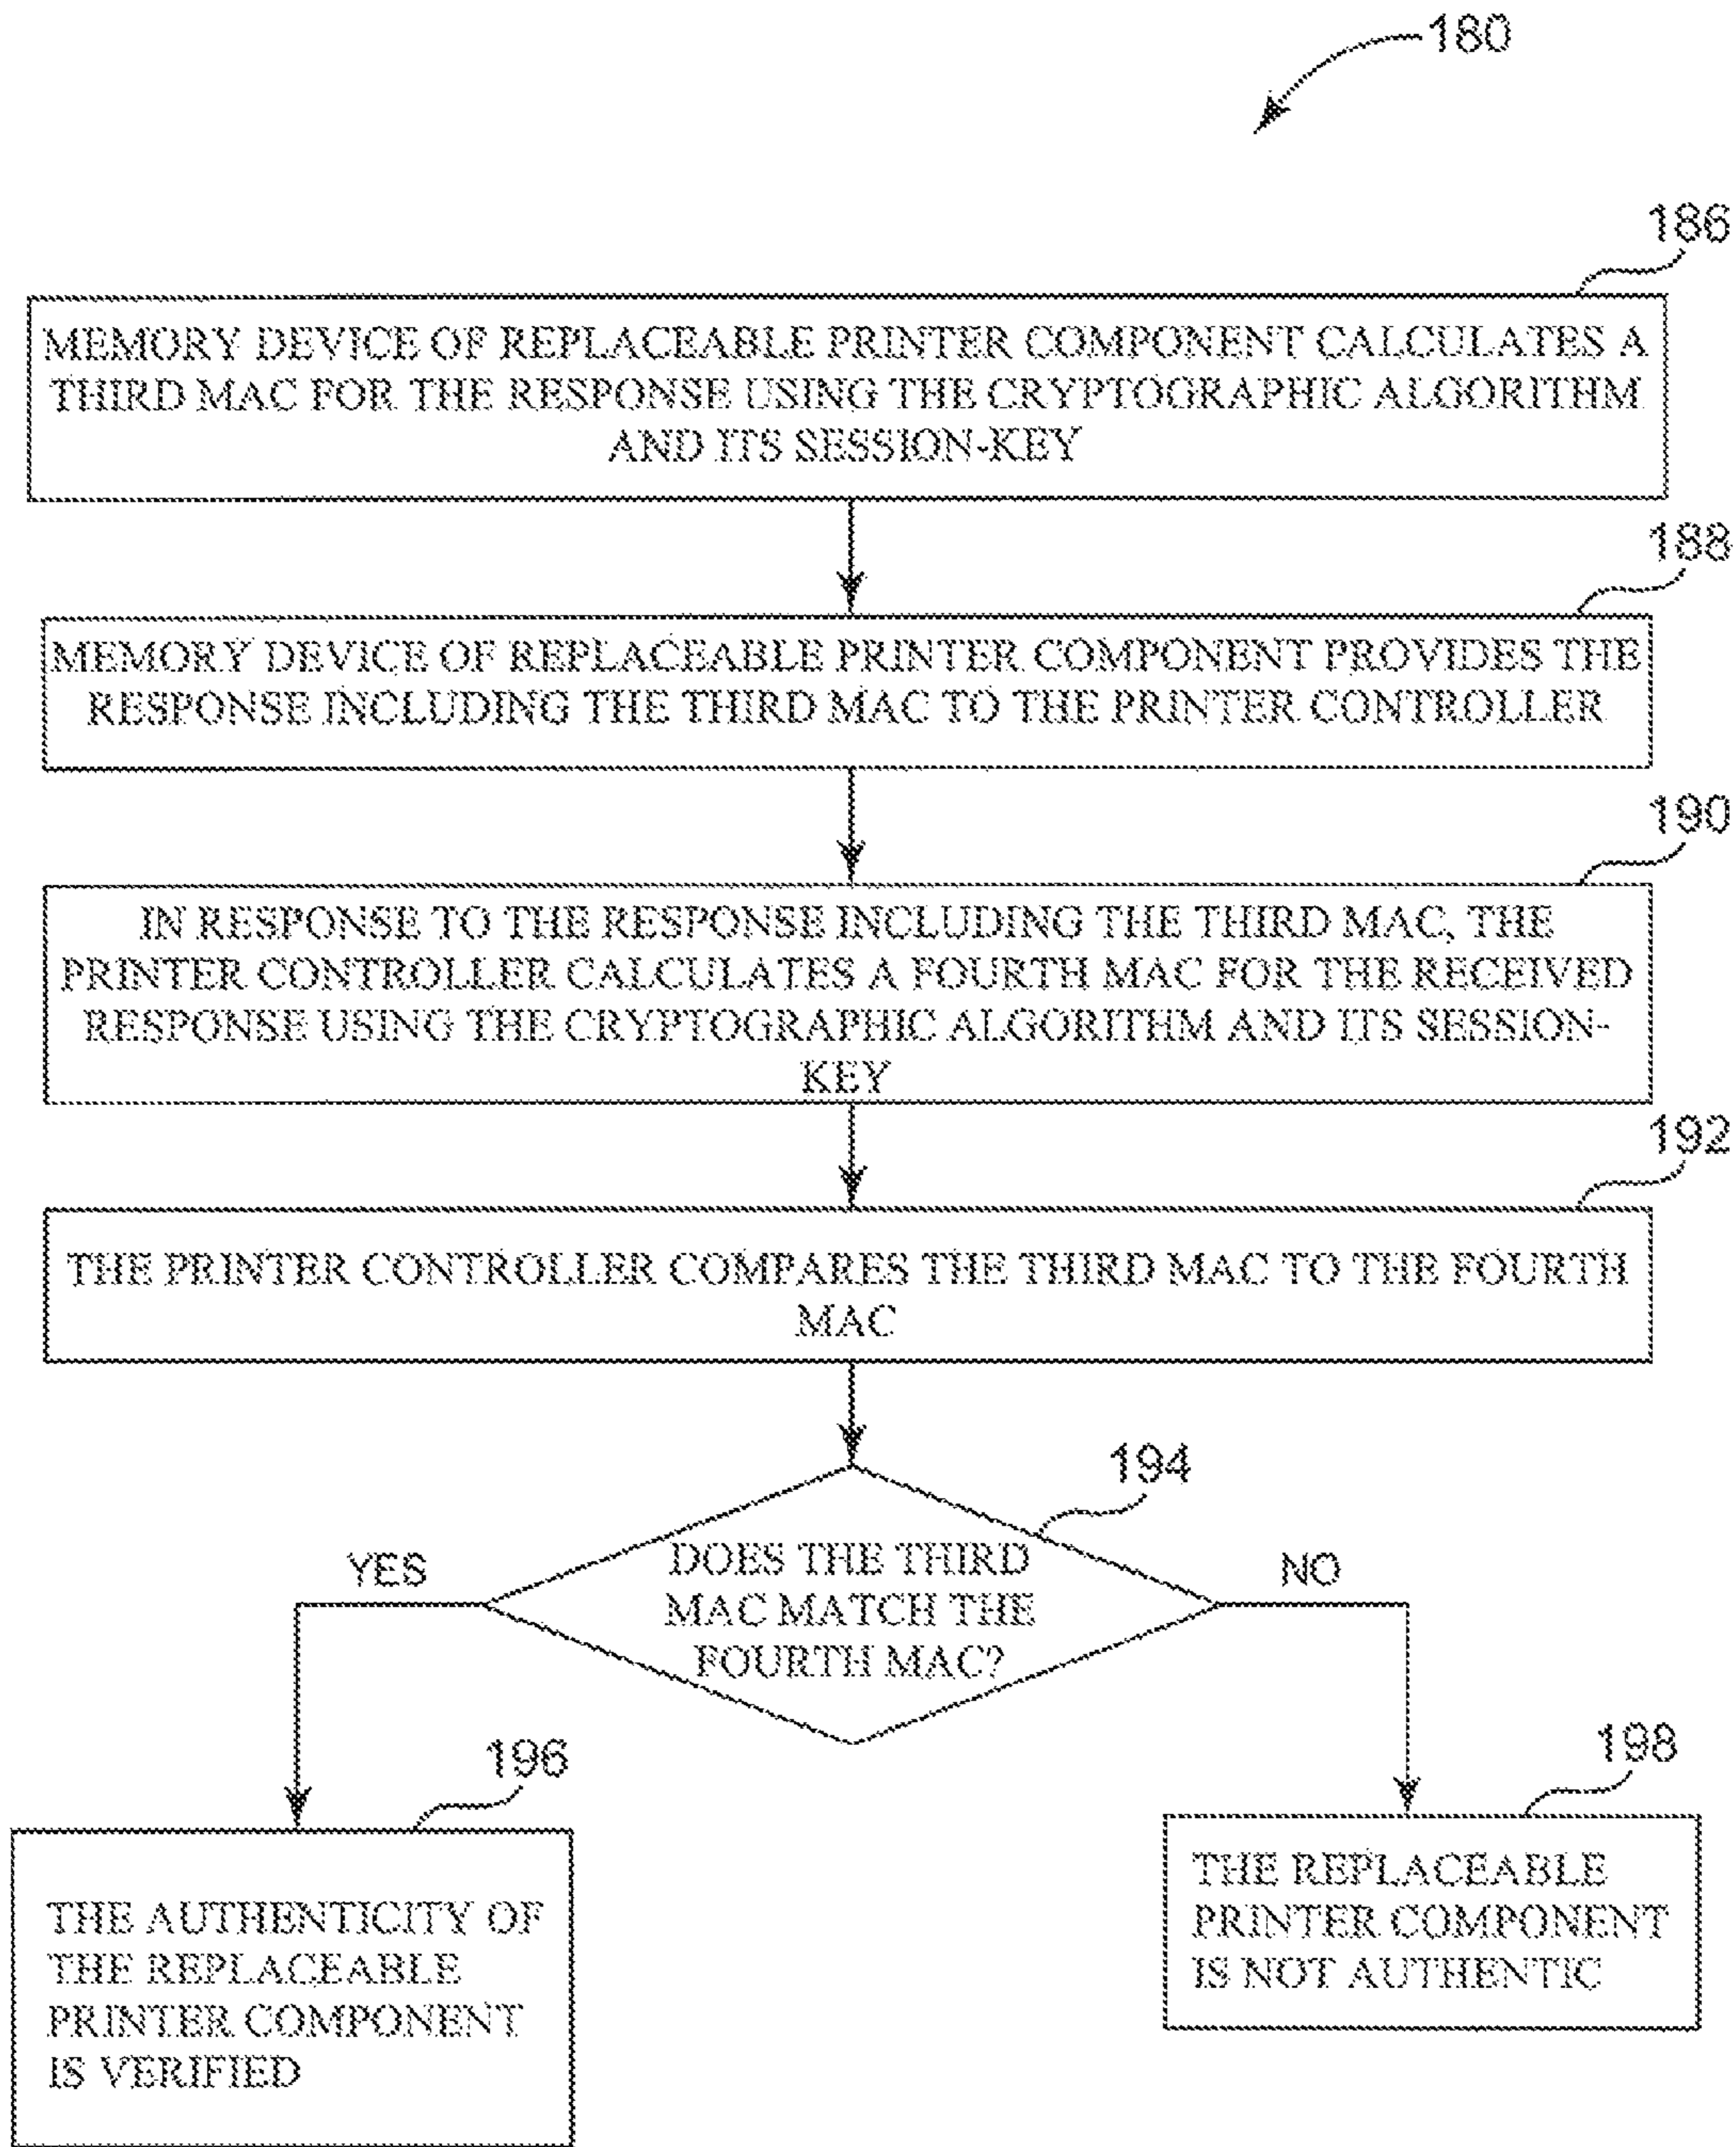 180
186
MEMORY DEVICE OF REPLACEABLE PRINTER COMPONENT CALCULATES A
THIRD MAC FOR THE RESPONSE USING THE CRYPTOGRAPHIC ALGORITHM
AND ITS SESSION-KEY
188
MEMORY DEVICE OF REPLACEABLE PRINTER COMPONENT PROVIDES THE
RESPONSE INCLUDING THE THIRD MAC TO THE PRINTER CONTROLLER
190
IN RESPONSE TO THE RESPONSE INCLUDING THE THIRD MAC, THE
PRINTER CONTROLLER CALCULATES A FOURTH MAC FOR THE RECEIVED
RESPONSE USING THE CRYPTOGRAPHIC ALGORITHM AND ITS SESSION-
KEY
192
THE PRINTER CONTROLLER COMPARES THE THIRD MAC TO THE FOURTH
MAC
194
YES
DOES THE THIRD
MAC MATCH THE
FOURTH MAC?
NO
196
THE AUTHENTICITY OF
THE REPLACEABLE
PRINTER COMPONENT
IS VERIFIED
198
THE REPLACEABLE
PRINTER COMPONENT
IS NOT AUTHENTIC